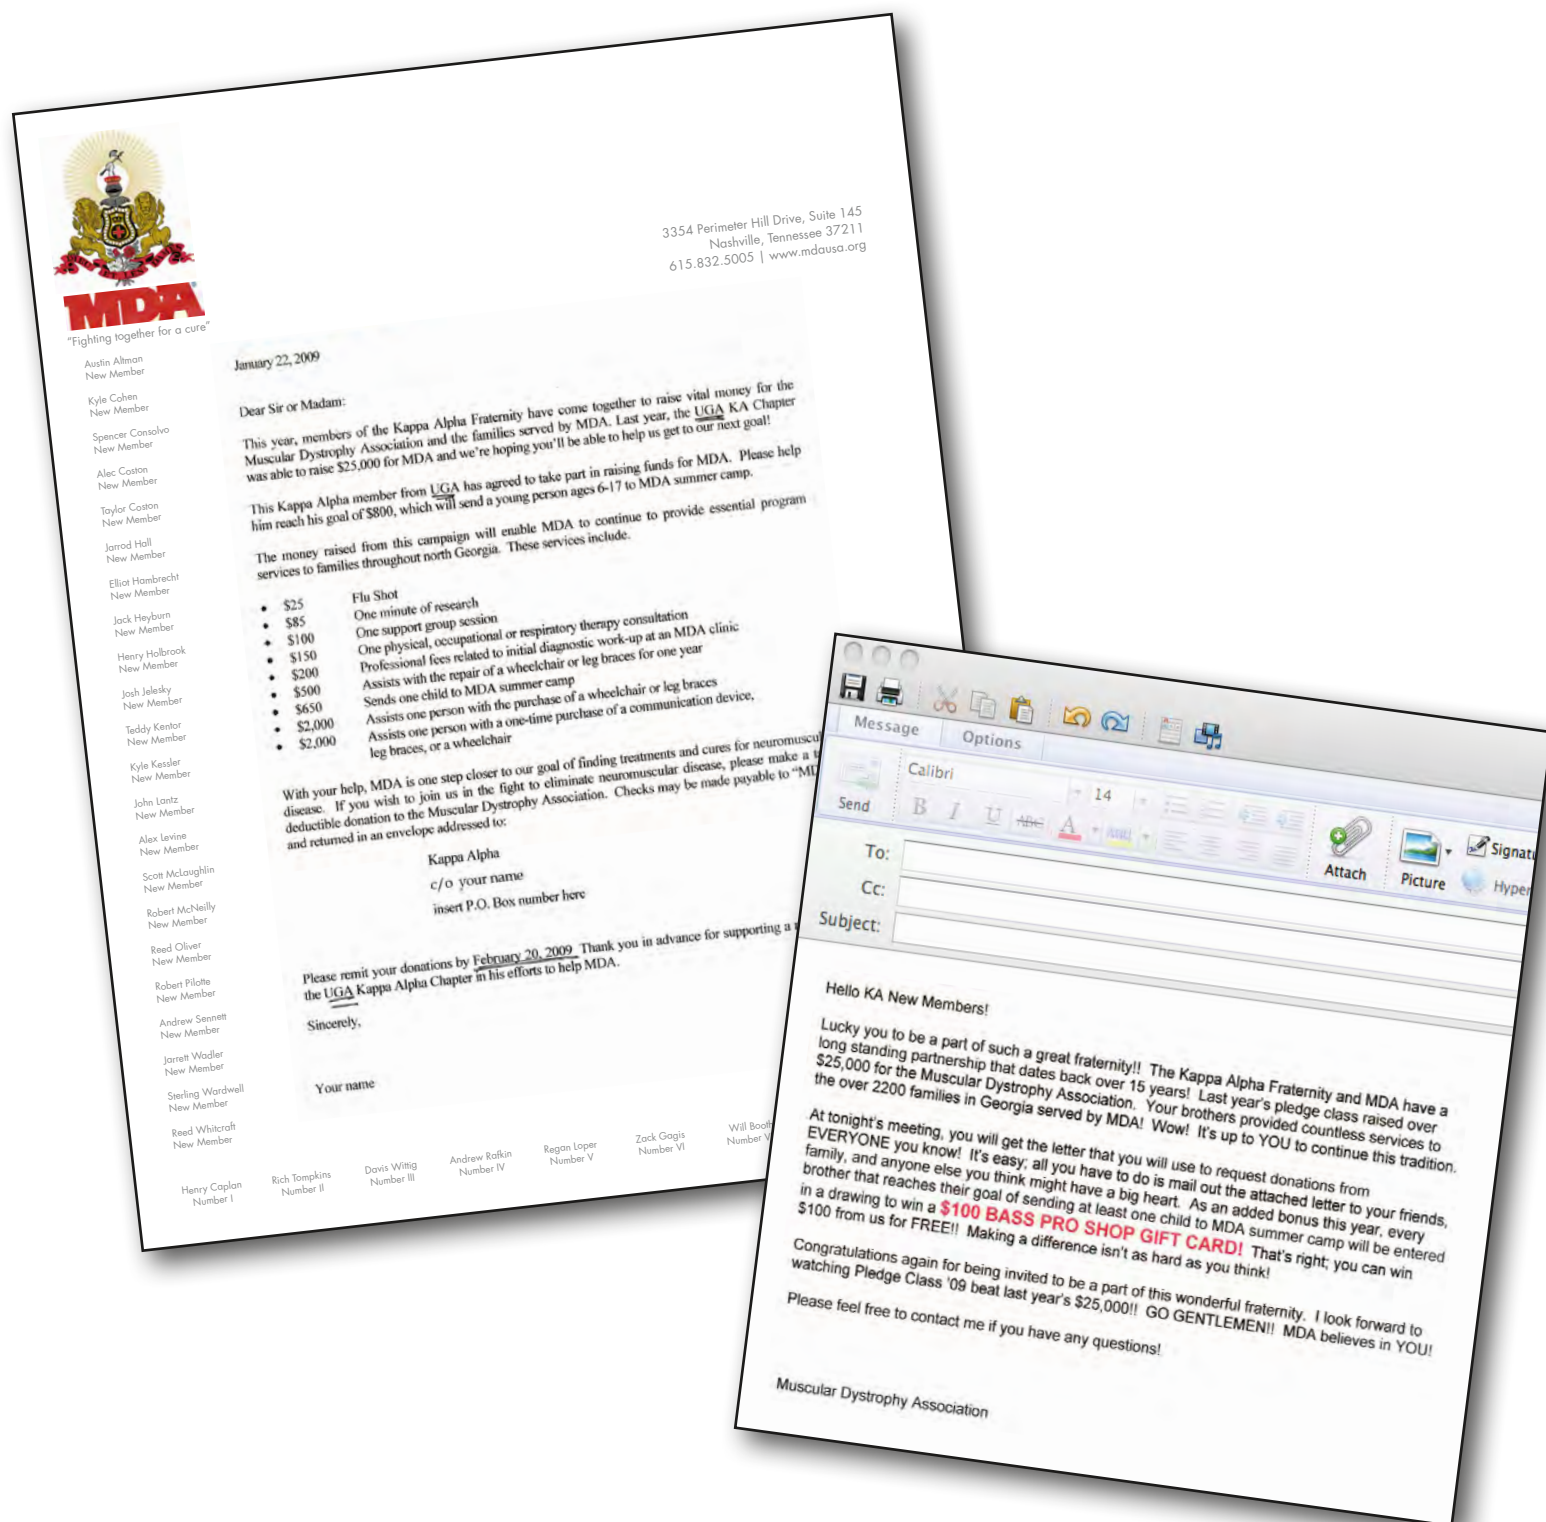 MDA
"Fighting together for a cure"
3354 Perimeter Hill Drive, Suite 145
Nashville, Tennessee 37211
615.832.5005 | www.mdausa.org
Austin Altman
New Member
Kyle Cohen
New Member
Spencer Consolvo
New Member
Alec Coston
New Member
Taylor Coston
New Member
Jarrod Hall
New Member
Elliot Hambrecht
New Member
Jack Heyburn
New Member
Henry Holbrook
New Member
Josh Jelesky
New Member
Teddy Kentor
New Member
Kyle Kessler
New Member
John Lantz
New Member
Alex Levine
New Member
Scott McLaughlin
New Member
Robert McNeilly
New Member
Reed Oliver
New Member
Robert Pilotte
New Member
Andrew Sennett
New Member
Jarrett Wadler
New Member
Sterling Wardwell
New Member
Reed Whitcraft
New Member
January 22, 2009
Dear Sir or Madam:
This year, members of the Kappa Alpha Fraternity have come together to raise vital money for the
Muscular Dystrophy Association and the families served by MDA. Last year, the UGA KA Chapter
was able to raise $25,000 for MDA and we're hoping you'll be able to help us get to our next goal!
This Kappa Alpha member from UGA has agreed to take part in raising funds for MDA. Please help
him reach his goal of $800, which will send a young person ages 6-17 to MDA summer camp.
The money raised from this campaign will enable MDA to continue to provide essential program
services to families throughout north Georgia. These services include.
• $25 Flu Shot
• $85 One minute of research
• $100 One support group session
• $150 One physical, occupational or respiratory therapy consultation
• $200 Professional fees related to initial diagnostic work-up at an MDA clinic
• $500 Assists with the repair of a wheelchair or leg braces for one year
• $650 Sends one child to MDA summer camp
• $2,000 Assists one person with the purchase of a wheelchair or leg braces
• $2,000 Assists one person with a one-time purchase of a communication device,
leg braces, or a wheelchair
With your help, MDA is one step closer to our goal of finding treatments and cures for neuromuscul
disease. If you wish to join us in the fight to eliminate neuromuscular disease, please make a t
deductible donation to the Muscular Dystrophy Association. Checks may be made payable to "MD
and returned in an envelope addressed to:
Kappa Alpha
c/o your name
insert P.O. Box number here
Please remit your donations by February 20, 2009 Thank you in advance for supporting a
the UGA Kappa Alpha Chapter in his efforts to help MDA.
Sincerely,
Your name
Henry Caplan
Number I
Rich Tompkins
Number II
Davis Wittig
Number III
Andrew Rafkin
Number IV
Regan Loper
Number V
Zack Gagis
Number VI
Will Booth
Number V
Message Options
Calibri 14
Send B I U ABC A
Attach
Picture
Signatu
Hyper
To:
Cc:
Subject:
Hello KA New Members!
Lucky you to be a part of such a great fraternity!! The Kappa Alpha Fraternity and MDA have a
long standing partnership that dates back over 15 years! Last year's pledge class raised over
$25,000 for the Muscular Dystrophy Association. Your brothers provided countless services to
the over 2200 families in Georgia served by MDA! Wow! It's up to YOU to continue this tradition.
At tonight's meeting, you will get the letter that you will use to request donations from
EVERYONE you know! It's easy; all you have to do is mail out the attached letter to your friends,
family, and anyone else you think might have a big heart. As an added bonus this year, every
brother that reaches their goal of sending at least one child to MDA summer camp will be entered
in a drawing to win a $100 BASS PRO SHOP GIFT CARD! That's right; you can win
$100 from us for FREE!! Making a difference isn't as hard as you think!
Congratulations again for being invited to be a part of this wonderful fraternity. I look forward to
watching Pledge Class '09 beat last year's $25,000!! GO GENTLEMEN!! MDA believes in YOU!
Please feel free to contact me if you have any questions!
Muscular Dystrophy Association